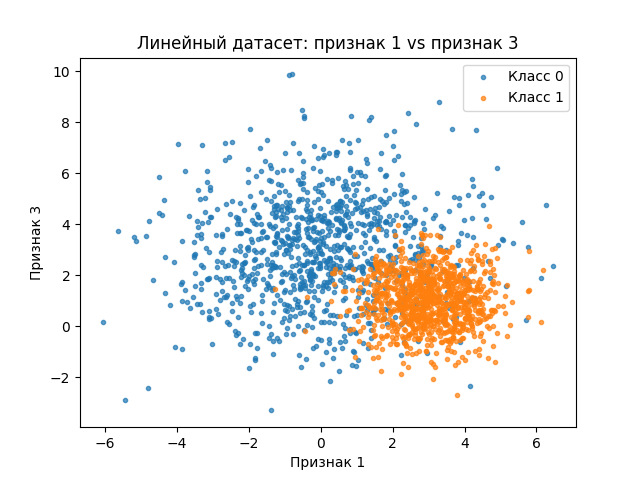 Линейный датасет: признак 1 vs признак 3
Класс 0
Класс 1
Признак 3
10
8
6
4
2
0
−2
−6
−4
−2
0
2
4
6
Признак 1